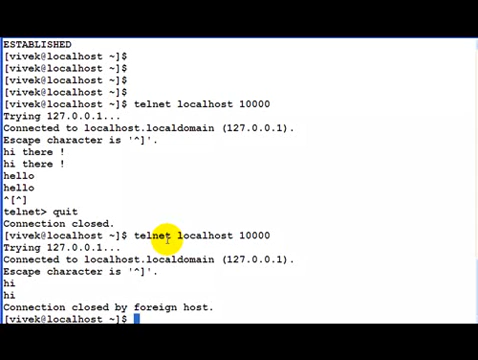 ESTABLISHED
[vivek@localhost ~]$
[vivek@localhost ~]$
[vivek@localhost ~]$
[vivek@localhost ~]$
[vivek@localhost ~]$ telnet localhost 10000
Trying 127.0.0.1...
Connected to localhost.localdomain (127.0.0.1).
Escape character is '^]'.
hi there !
hi there !
hello
hello
^[^]
telnet> quit
Connection closed.
[vivek@localhost ~]$ telnet localhost 10000
Trying 127.0.0.1...
Connected to localhost.localdomain (127.0.0.1).
Escape character is '^]'.
hi
hi
Connection closed by foreign host.
[vivek@localhost ~]$